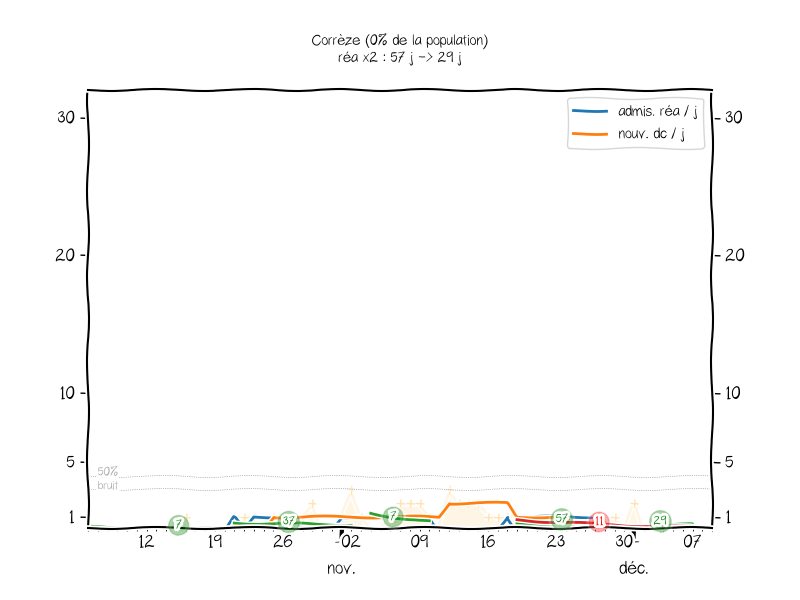 Corrèze (0% de la population)
réa x2 : 57 j -> 29 j
admis. réa / j
nouv. dc / j
30 30
20 20
10 10
5 5
1 1
50%
bruit
7 37 7 57 11 29
12 19 26 02 09 16 23 30 07
nov. déc.